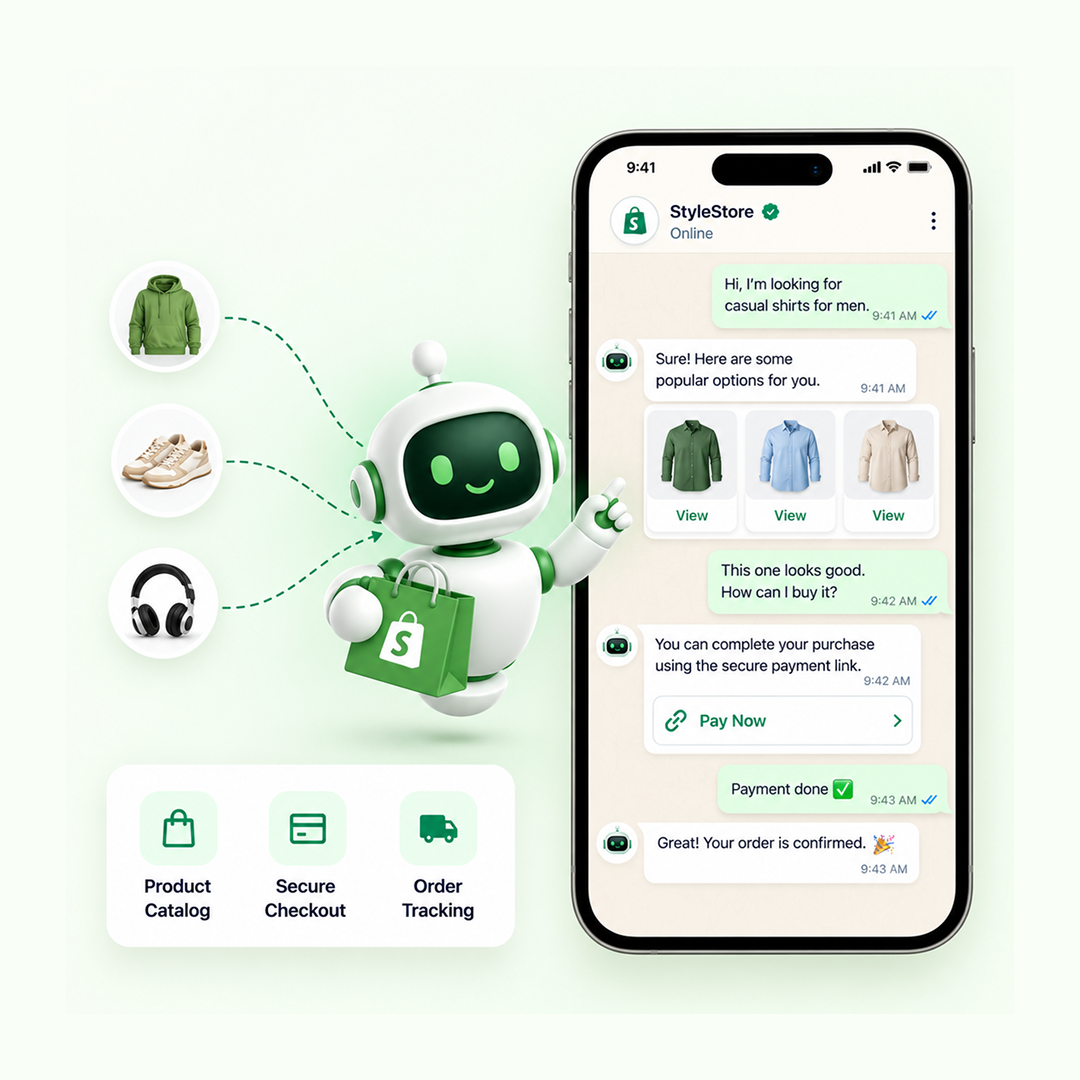 9:41
StyleStore
Online
Hi, I'm looking for
casual shirts for men.
9:41 AM
Sure! Here are some
popular options for you.
9:41 AM
View
View
View
This one looks good.
How can I buy it?
9:42 AM
You can complete your purchase
using the secure payment link.
9:42 AM
Pay Now
Payment done ✅
9:43 AM
Great! Your order is confirmed. 🎉
9:43 AM
S
S
Product
Catalog
Secure
Checkout
Order
Tracking